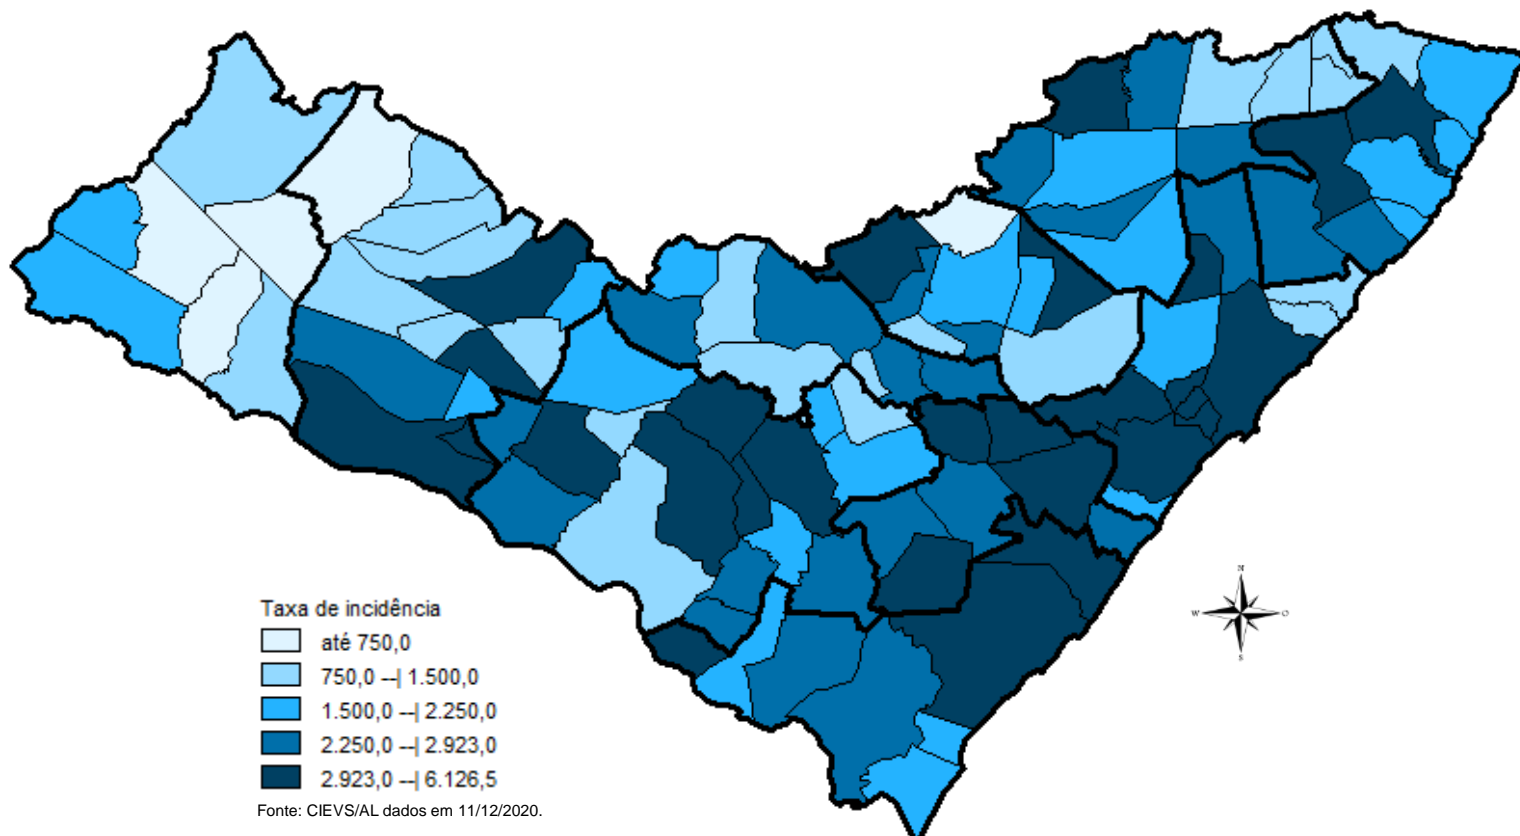 Taxa de incidência
até 750,0
750,0 --| 1.500,0
1.500,0 --| 2.250,0
2.250,0 --| 2.923,0
2.923,0 --| 6.126,5
Fonte: CIEVS/AL dados em 11/12/2020.
N
W O
S